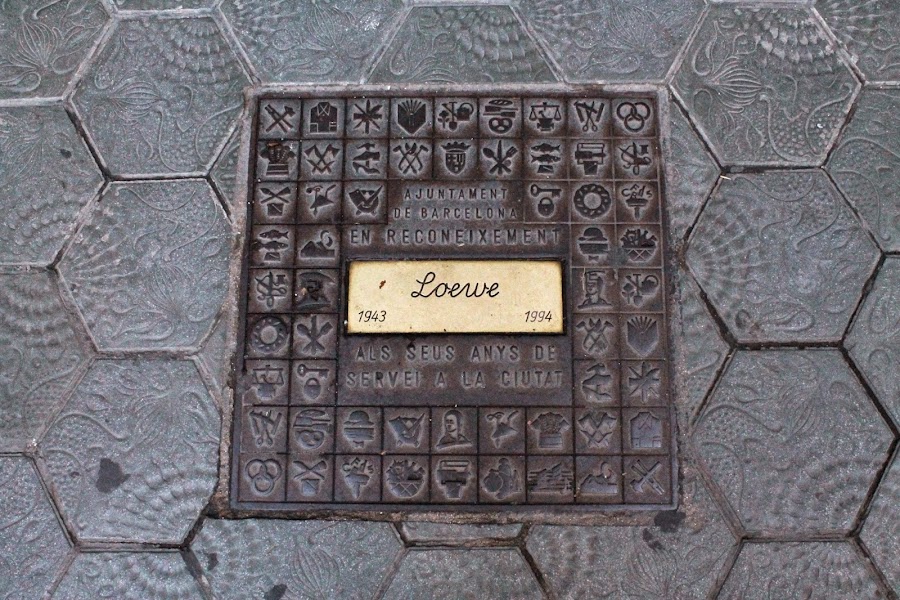 AJUNTAMENT
DE BARCELONA
EN RECONEIXEMENT
Loewe
1943 1994
ALS SEUS ANYS DE
SERVEI A LA CIUTAT